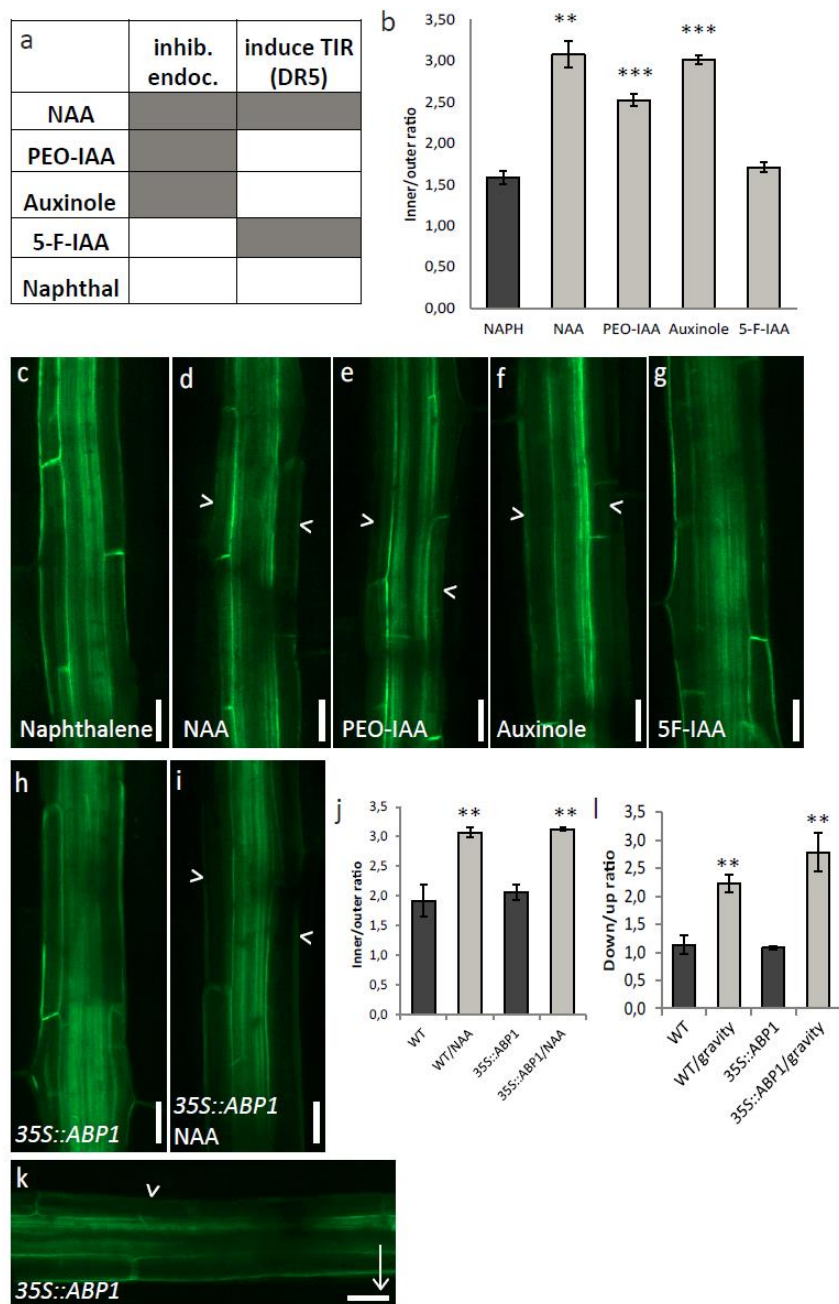 a
inhib. endoc.
induce TIR (DR5)
NAA
PEO-IAA
Auxinole
5-F-IAA
Naphthal
b
Inner/outer ratio
3,50
3,00
2,50
2,00
1,50
1,00
0,50
0,00
**
***
***
NAPH NAA PEO-IAA Auxinole 5-F-IAA
c
Naphthalene
d
>
<
NAA
e
>
<
PEO-IAA
f
>
<
Auxinole
g
5F-IAA
h
35S::ABP1
i
>
<
35S::ABP1
NAA
j
Inner/outer ratio
3,5
3,0
2,5
2,0
1,5
1,0
0,5
0,0
**
**
WT
WT/NAA
35S::ABP1
35S::ABP1/NAA
l
Down/up ratio
3,5
3,0
2,5
2,0
1,5
1,0
0,5
0,0
**
**
WT
WT/gravity
35S::ABP1
35S::ABP1/gravity
k
v
35S::ABP1